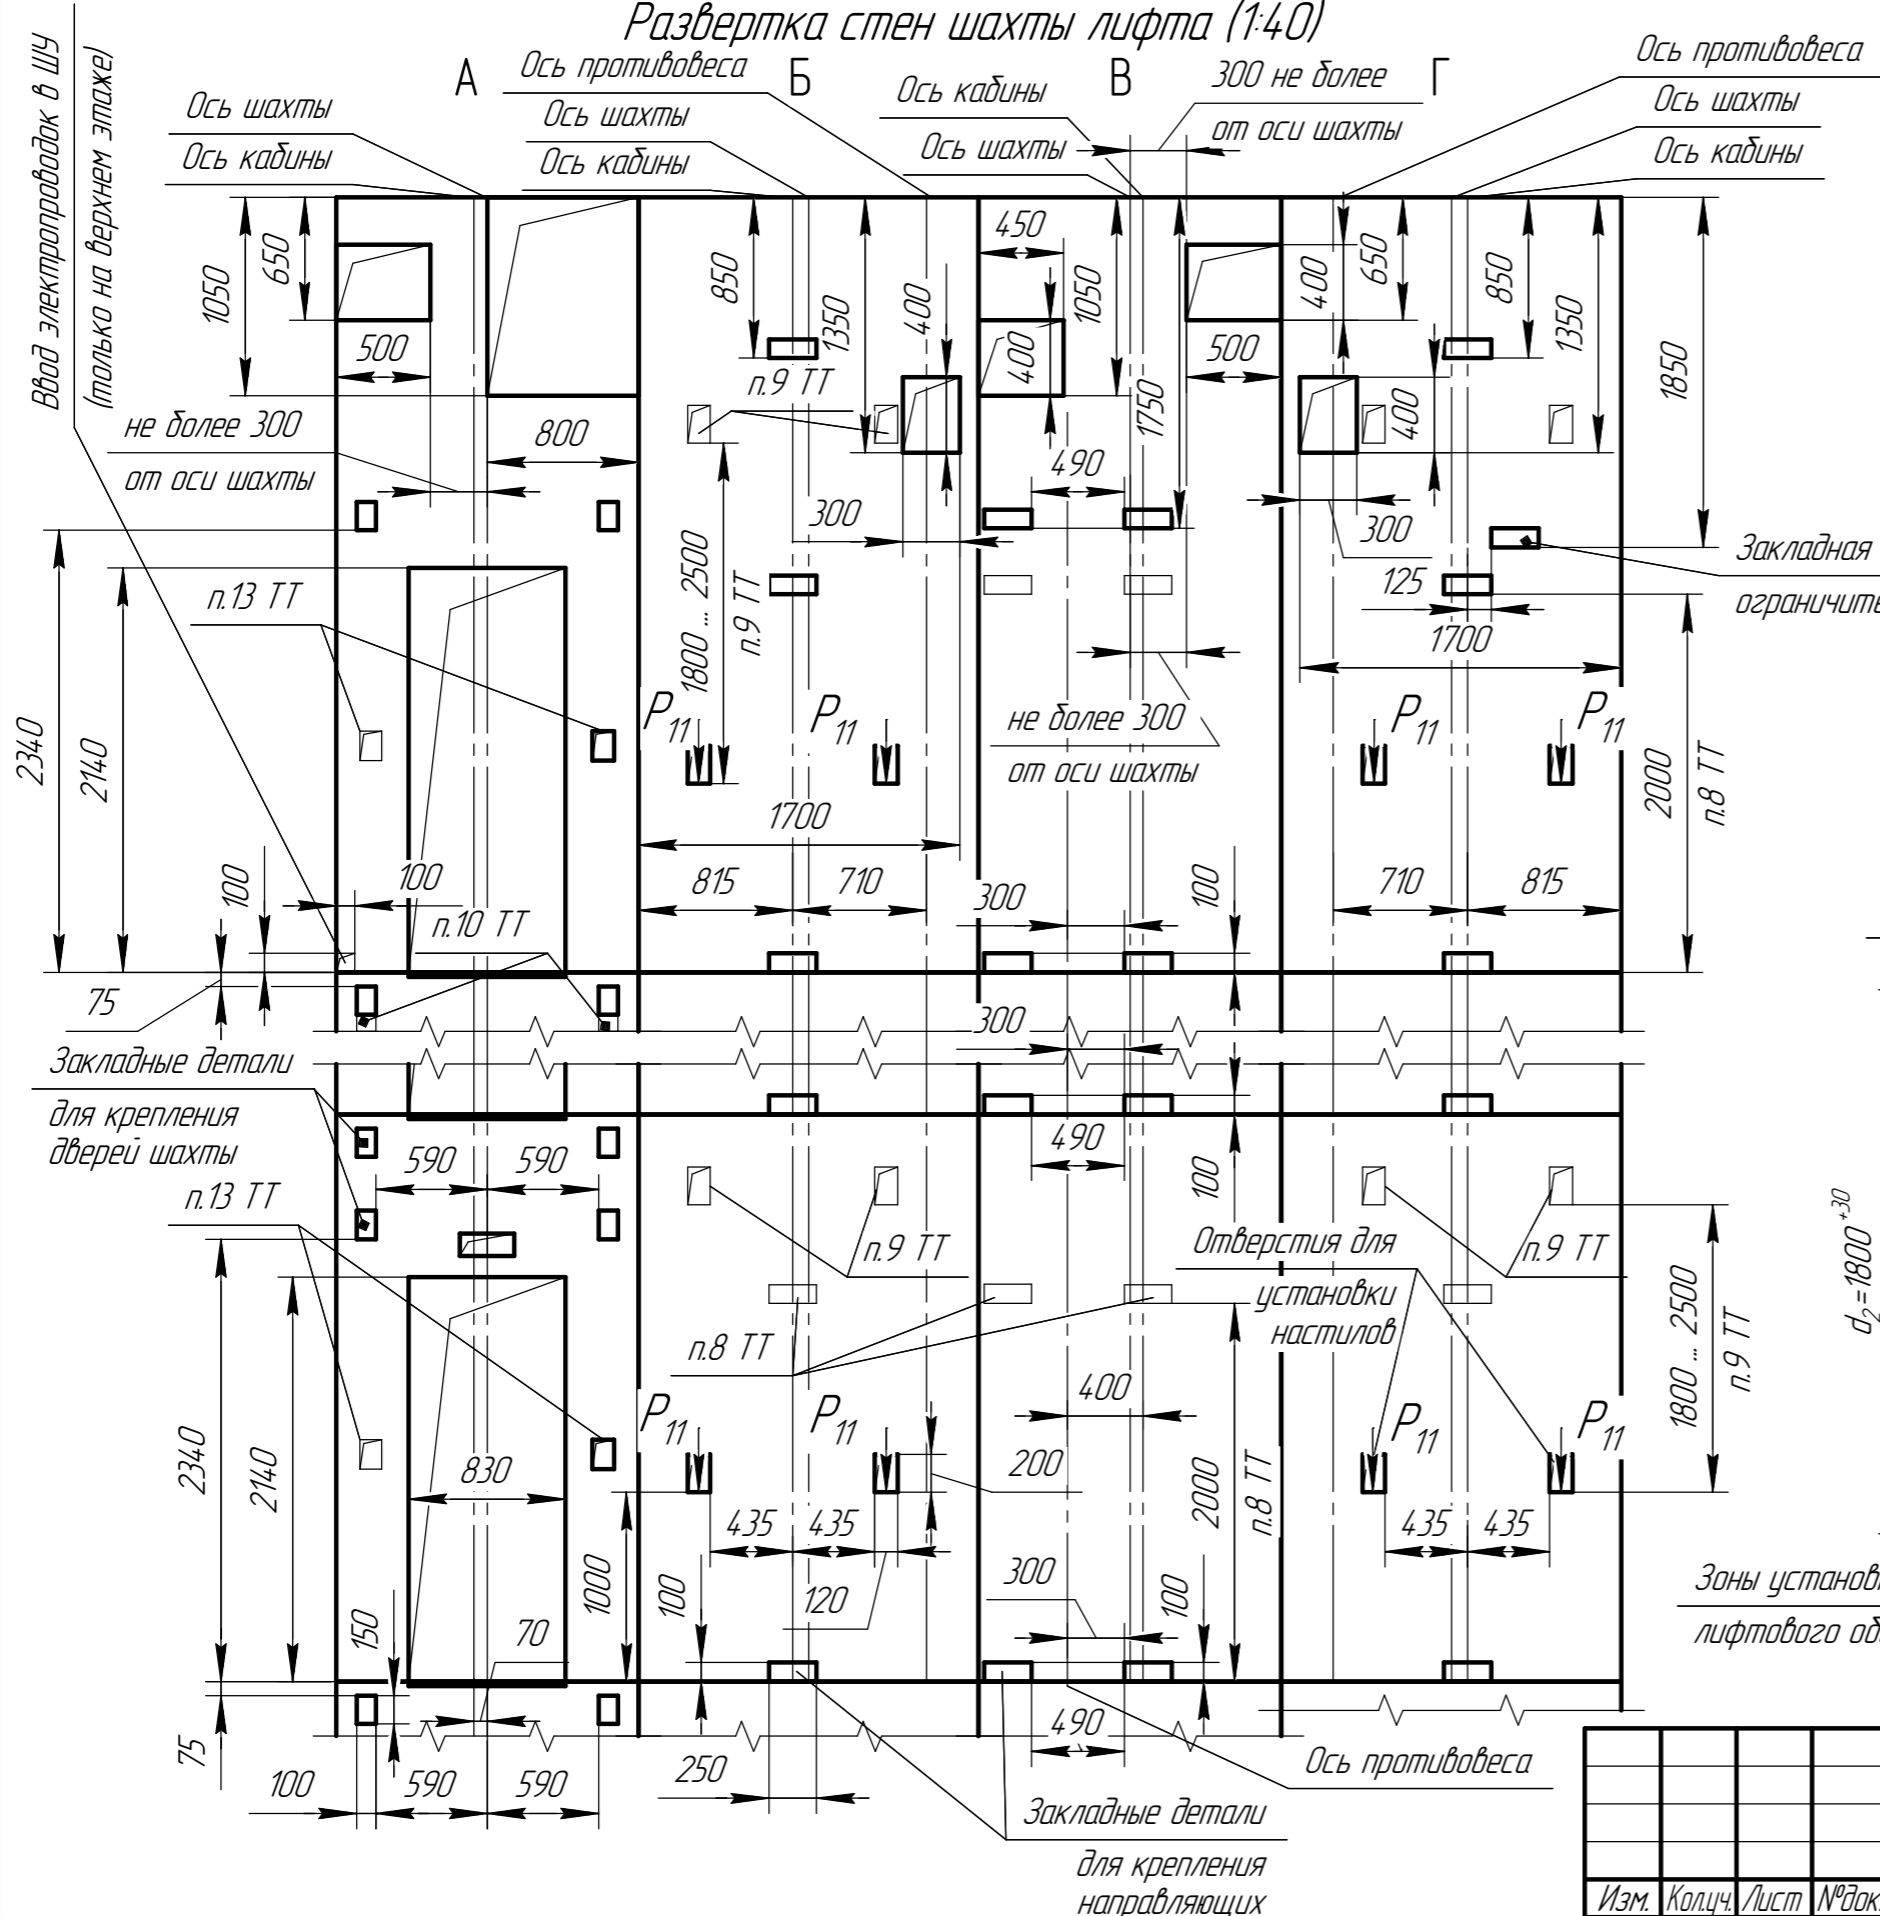 Развертка стен шахты лифта (1:40)
Ввод электропроводок в ШУ
(только на верхнем этаже)
А
Б
В
Г
Ось шахты
Ось кабины
Ось противовеса
Ось шахты
Ось кабины
Ось кабины
Ось шахты
300 не более
от оси шахты
Ось противовеса
Ось шахты
Ось кабины
1050
650
500
не более 300
от оси шахты
800
850
1350
400
п.9 ТТ
450
400
1050
1750
490
500
400
650
400
850
1350
1850
300
300
1800 ... 2500
п.9 ТТ
125
1700
Закладная
ограничите
п.13 ТТ
2340
2140
P11
P11
не более 300
от оси шахты
P11
P11
2000
п.8 ТТ
1700
100
100
п.10 ТТ
815
710
300
100
710
815
75
300
Закладные детали
для крепления
дверей шахты
590
590
490
100
п.13 ТТ
п.9 ТТ
Отверстия для
установки
настилов
п.9 ТТ
1800 ... 2500
п.9 ТТ
d2=1800+30
п.8 ТТ
2340
2140
830
P11
P11
400
200
2000
п.8 ТТ
P11
P11
435
435
435
435
1000
100
120
300
100
150
70
Зоны установ
лифтового об
75
100
590
590
250
490
Ось противовеса
Закладные детали
для крепления
направляющих
Изм.
Кол.уч.
Лист
№док.